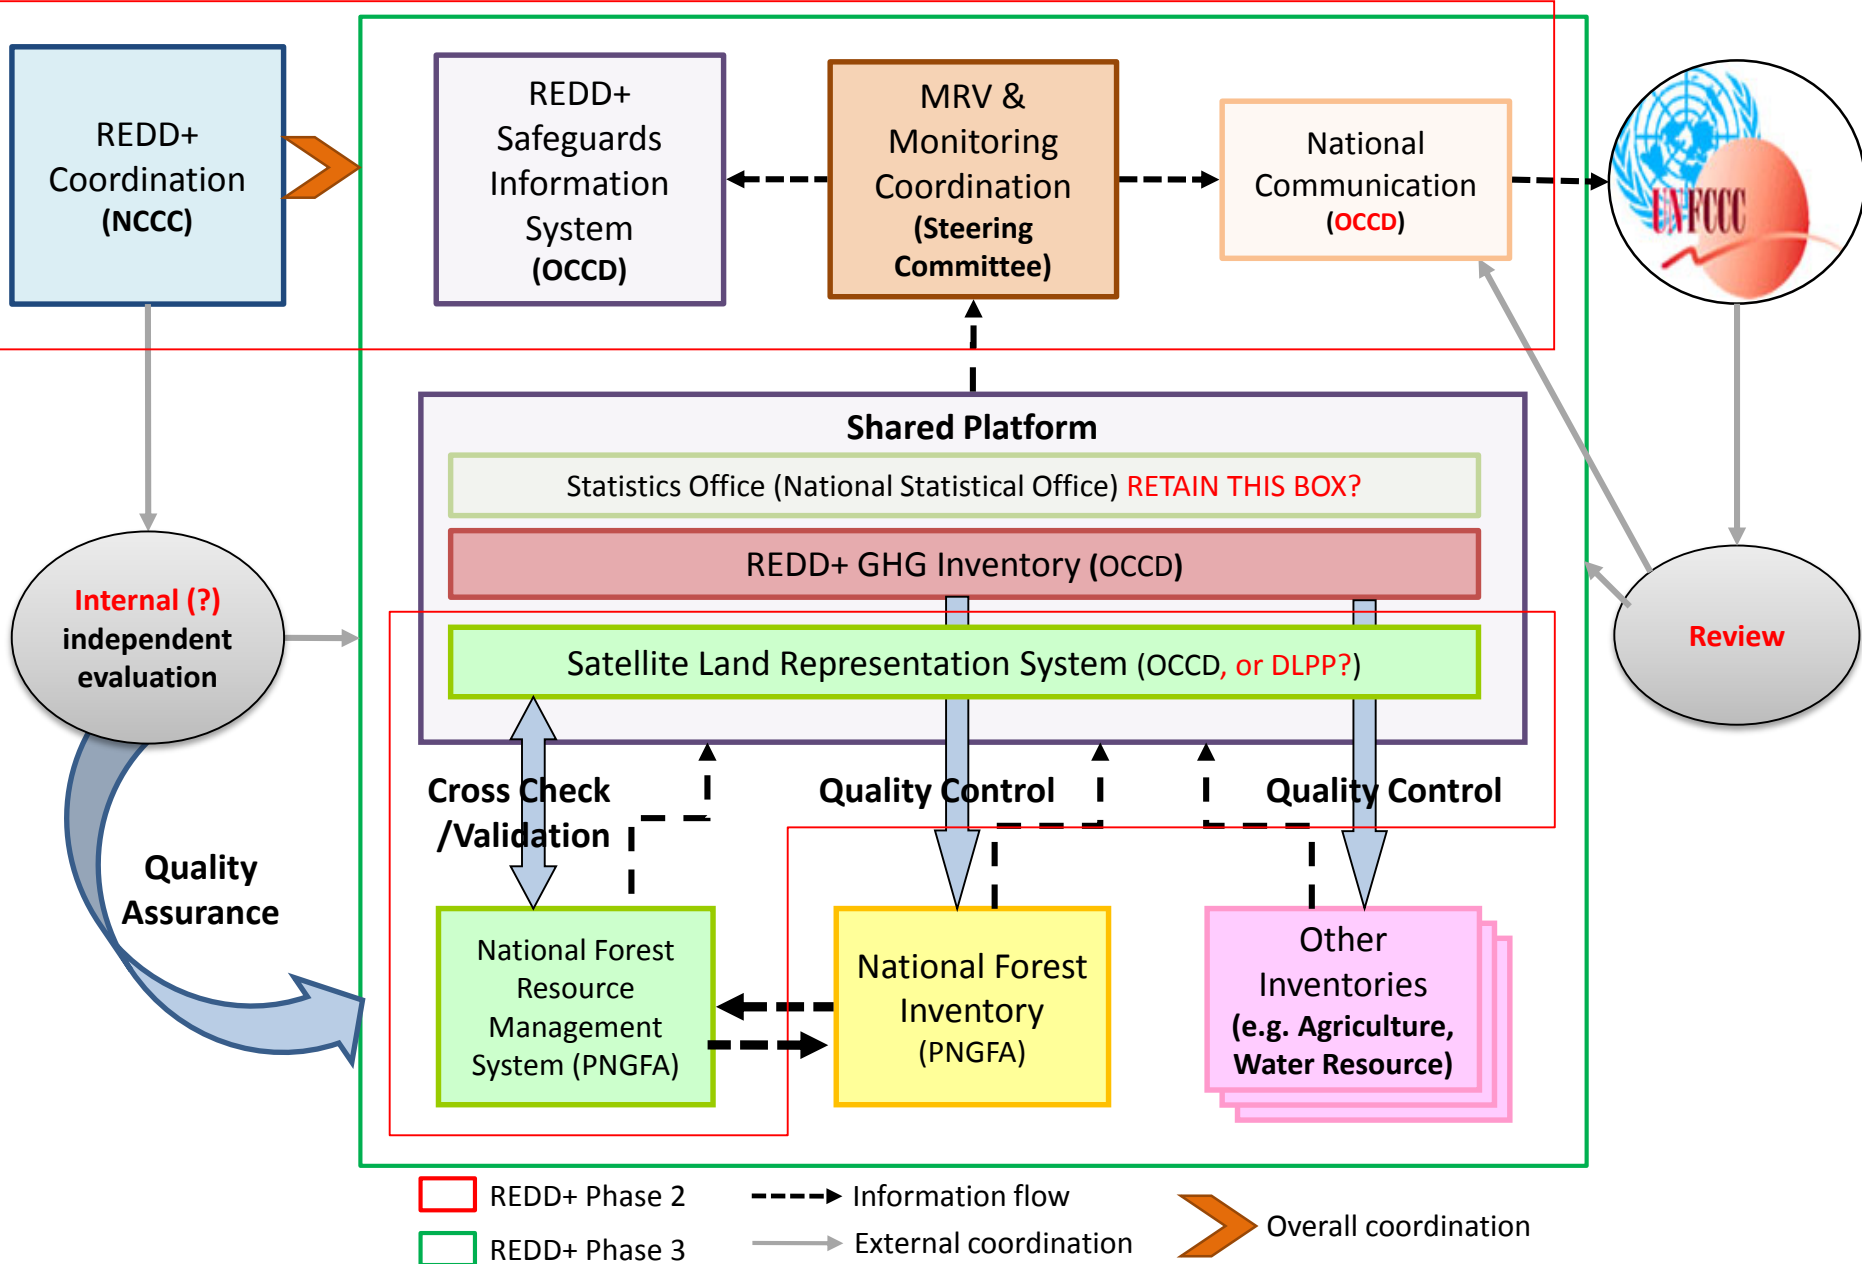 REDD+
Coordination
(NCCC)
REDD+
Safeguards
Information
System
(OCCD)
MRV &
Monitoring
Coordination
(Steering
Committee)
National
Communication
(OCCD)
UNFCCC
Shared Platform
Statistics Office (National Statistical Office) RETAIN THIS BOX?
REDD+ GHG Inventory (OCCD)
Satellite Land Representation System (OCCD, or DLPP?)
Internal (?)
independent
evaluation
Review
Cross Check
/Validation
Quality Control
Quality Control
Quality
Assurance
National Forest
Resource
Management
System (PNGFA)
National Forest
Inventory
(PNGFA)
Other
Inventories
(e.g. Agriculture,
Water Resource)
REDD+ Phase 2
Information flow
Overall coordination
REDD+ Phase 3
External coordination